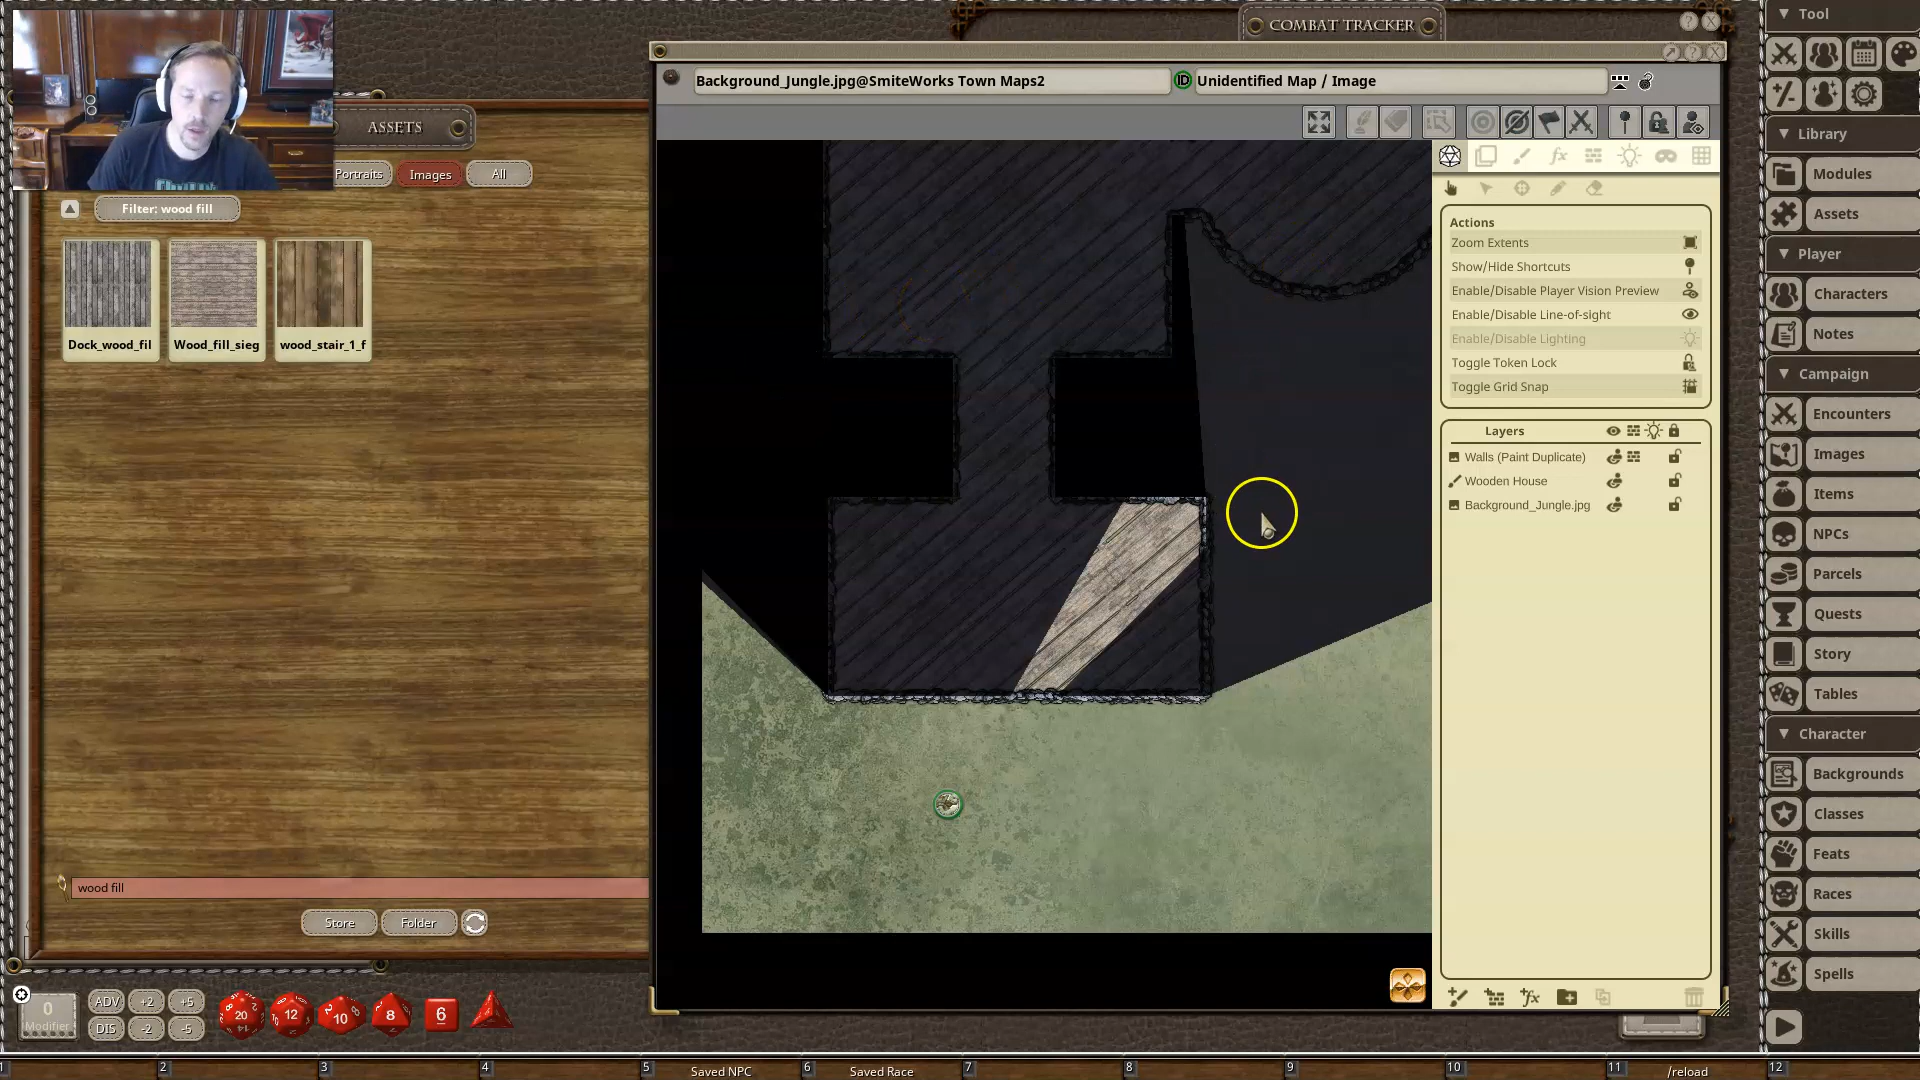 COMBAT TRACKER
Tool
Background_Jungle.jpg@SmiteWorks Town Maps2
ID
Unidentified Map / Image
ASSETS
Portraits
Images
All
Filter: wood fill
Dock_wood_fil
Wood_fill_sieg
wood_stair_1_f
wood fill
Store
Folder
Actions
Zoom Extents
Show/Hide Shortcuts
Enable/Disable Player Vision Preview
Enable/Disable Line-of-sight
Enable/Disable Lighting
Toggle Token Lock
Toggle Grid Snap
Layers
Walls (Paint Duplicate)
Wooden House
Background_Jungle.jpg
Library
Modules
Assets
Player
Characters
Notes
Campaign
Encounters
Images
Items
NPCs
Parcels
Quests
Story
Tables
Character
Backgrounds
Classes
Feats
Races
Skills
Spells
0
Modifier
ADV
+2
+5
DIS
-2
-5
20
12
10
8
6
1
2
3
4
5
Saved NPC
6
Saved Race
7
8
9
10
11
/reload
12